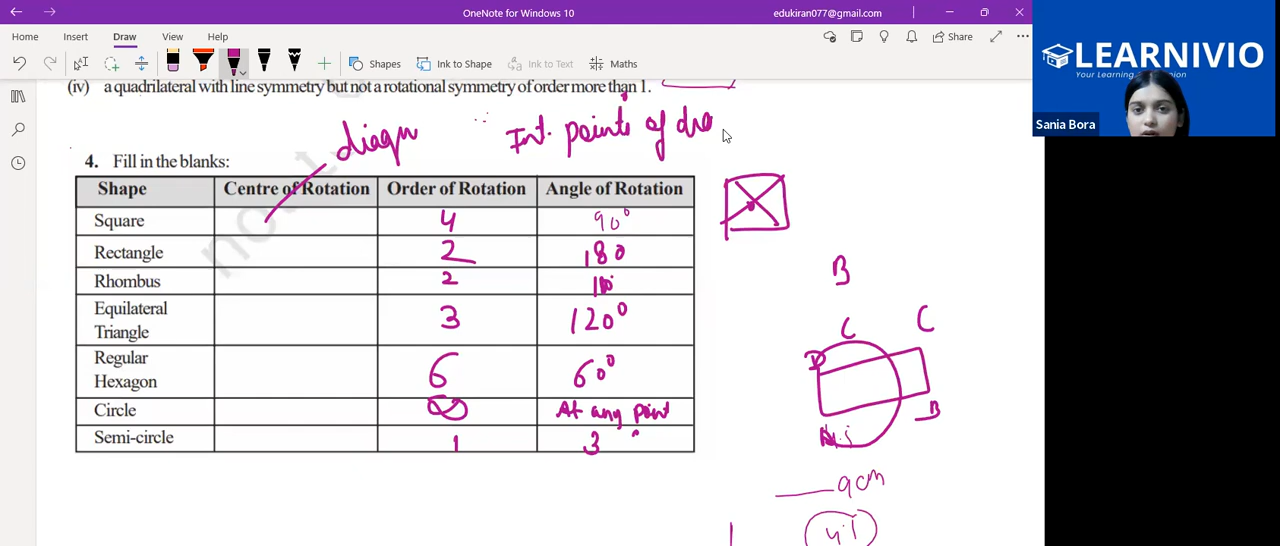 OneNote for Windows 10
edukiran077@gmail.com
Home Insert Draw View Help
Share
Shapes Ink to Shape Ink to Text Maths
LEARNIVIO
Your Learning
Sania Bora
(iv) a quadrilateral with line symmetry but not a rotational symmetry of order more than 1.
Int. points of dia
diagn
4. Fill in the blanks:
Shape Centre of Rotation Order of Rotation Angle of Rotation
Square 4 90°
Rectangle 2 180
Rhombus 2
Equilateral Triangle 3 120°
Regular Hexagon 6 60°
Circle ∞ At any point
Semi-circle 1 3
B
C C
D
B
9cm